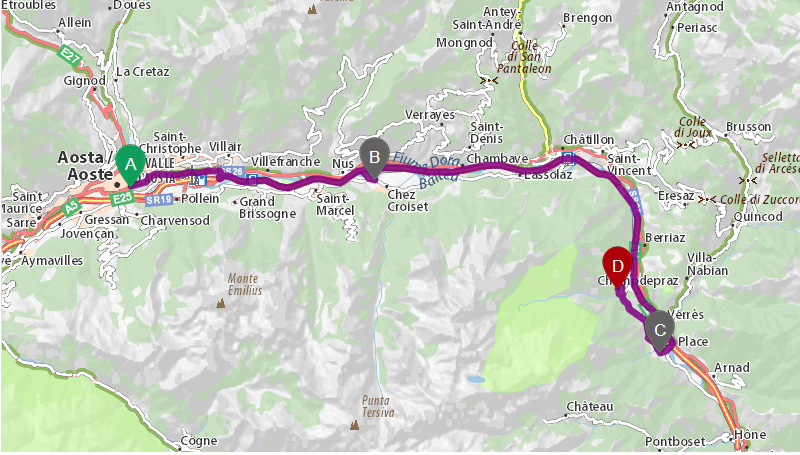 Etroubles
Doues
Allein
E27
La Cretaz
Gignod
Antey
Saint-André
Mongnod
Colle
di San
Pantaleon
Brengon
Antagnod
Periasc
Colle
di Joux
Brusson
Verrayes
Saint-
Denis
Châtillon
Saint-
Vincent
Saint-
Christophe
Villair
A
VALLE
Aosta/
Aoste
SS26
Villefranche
Nus
B
Fiume Dora
Baltea
Chambave
Lassolaz
Eresaz
Colle di Zuccore
Quincod
Saint-
Maurice
Sarre
A5
E25
SR19
Pollein
Grand
Brissogne
Saint-
Marcel
Chez
Croiset
Gressan
Jovençan
Charvensod
Aymavilles
Berriaz
Villa-
Nabian
D
Champdepraz
Monte
Emilius
Verrès
C
Place
Arnad
Punta
Tersiva
Château
Cogne
Pontboset
Hône